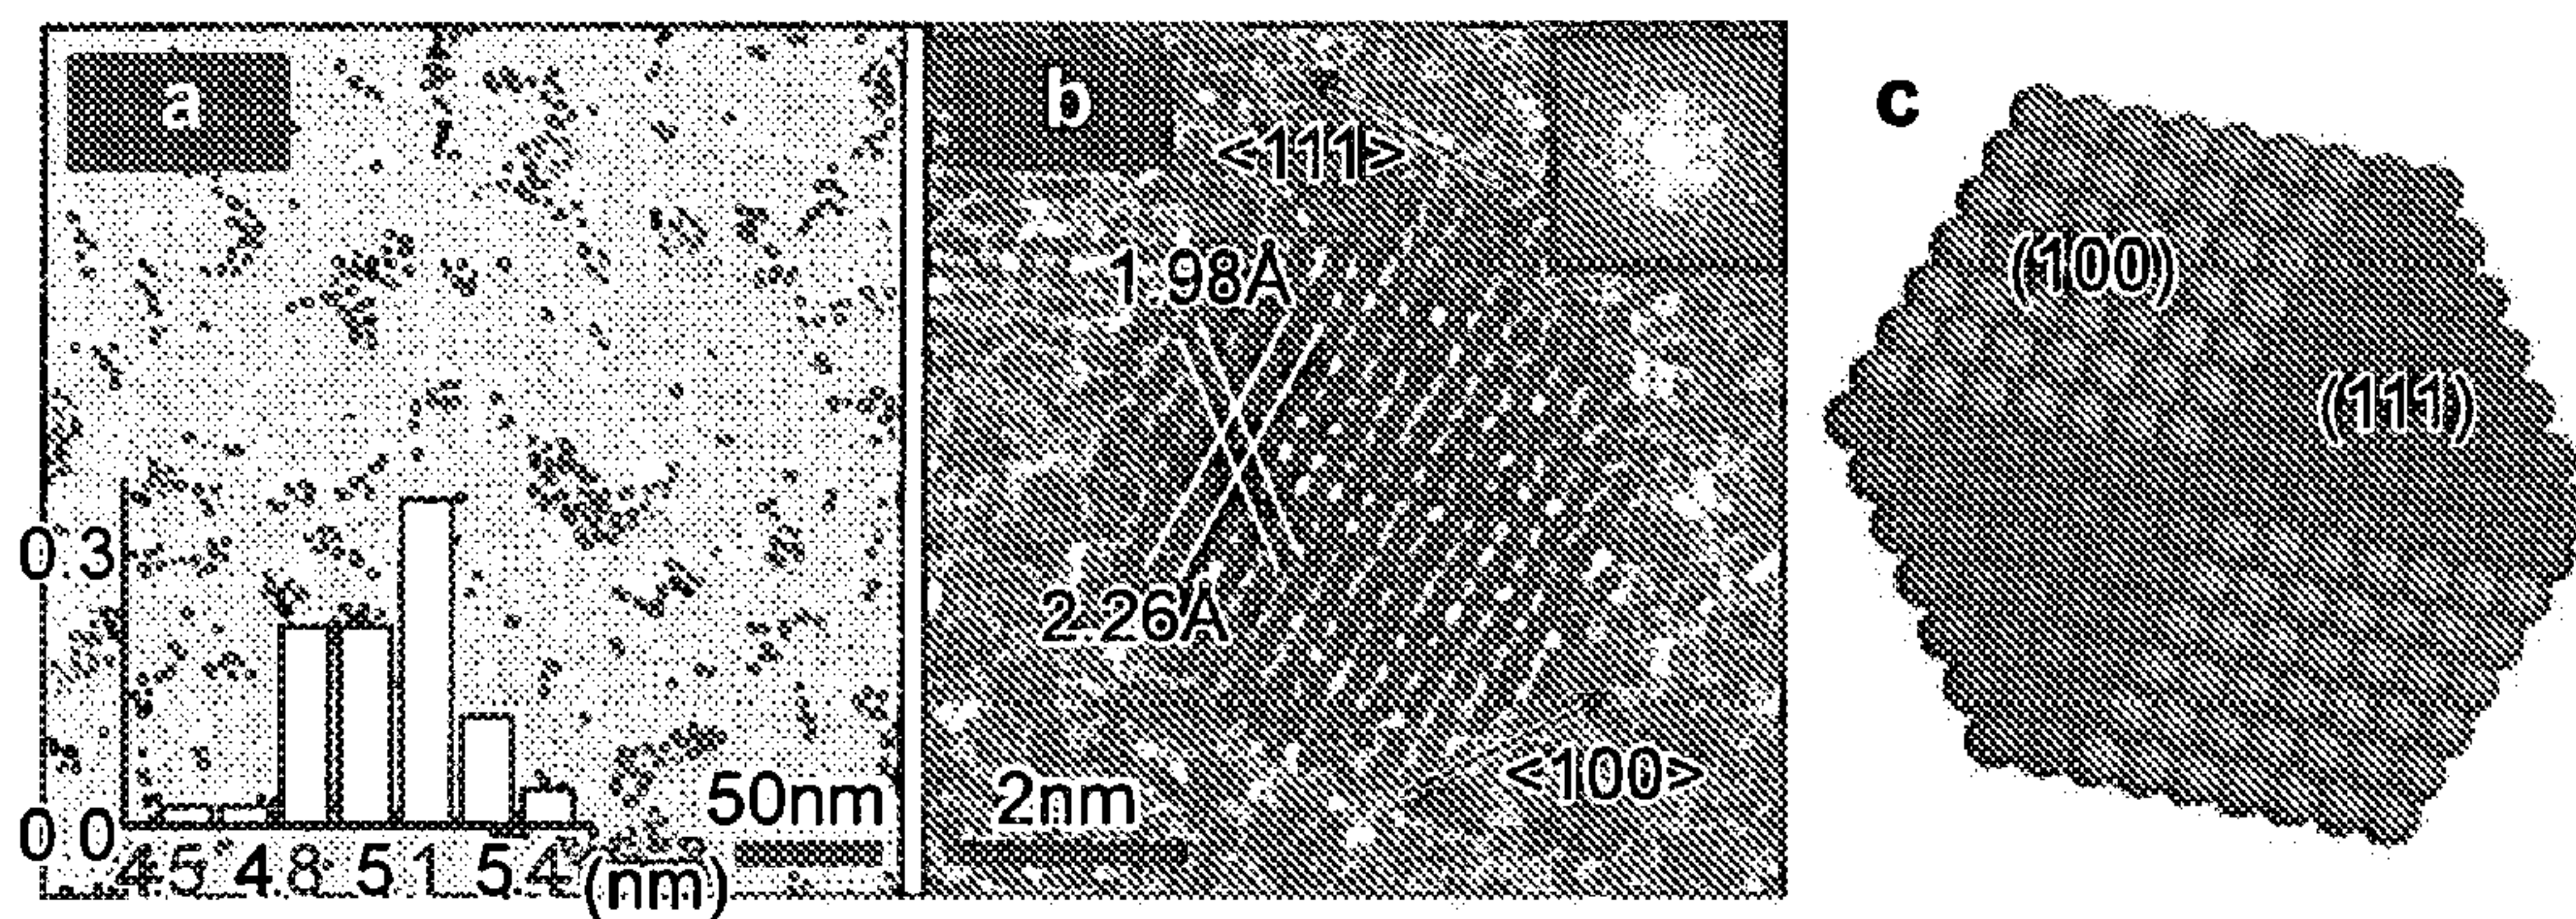 a
0.3
0.0
4.5 4.8 5.1 5.4
(nm)
50nm
b
<111>
1.98Å
2.26Å
<100>
2nm
c
(100)
(111)